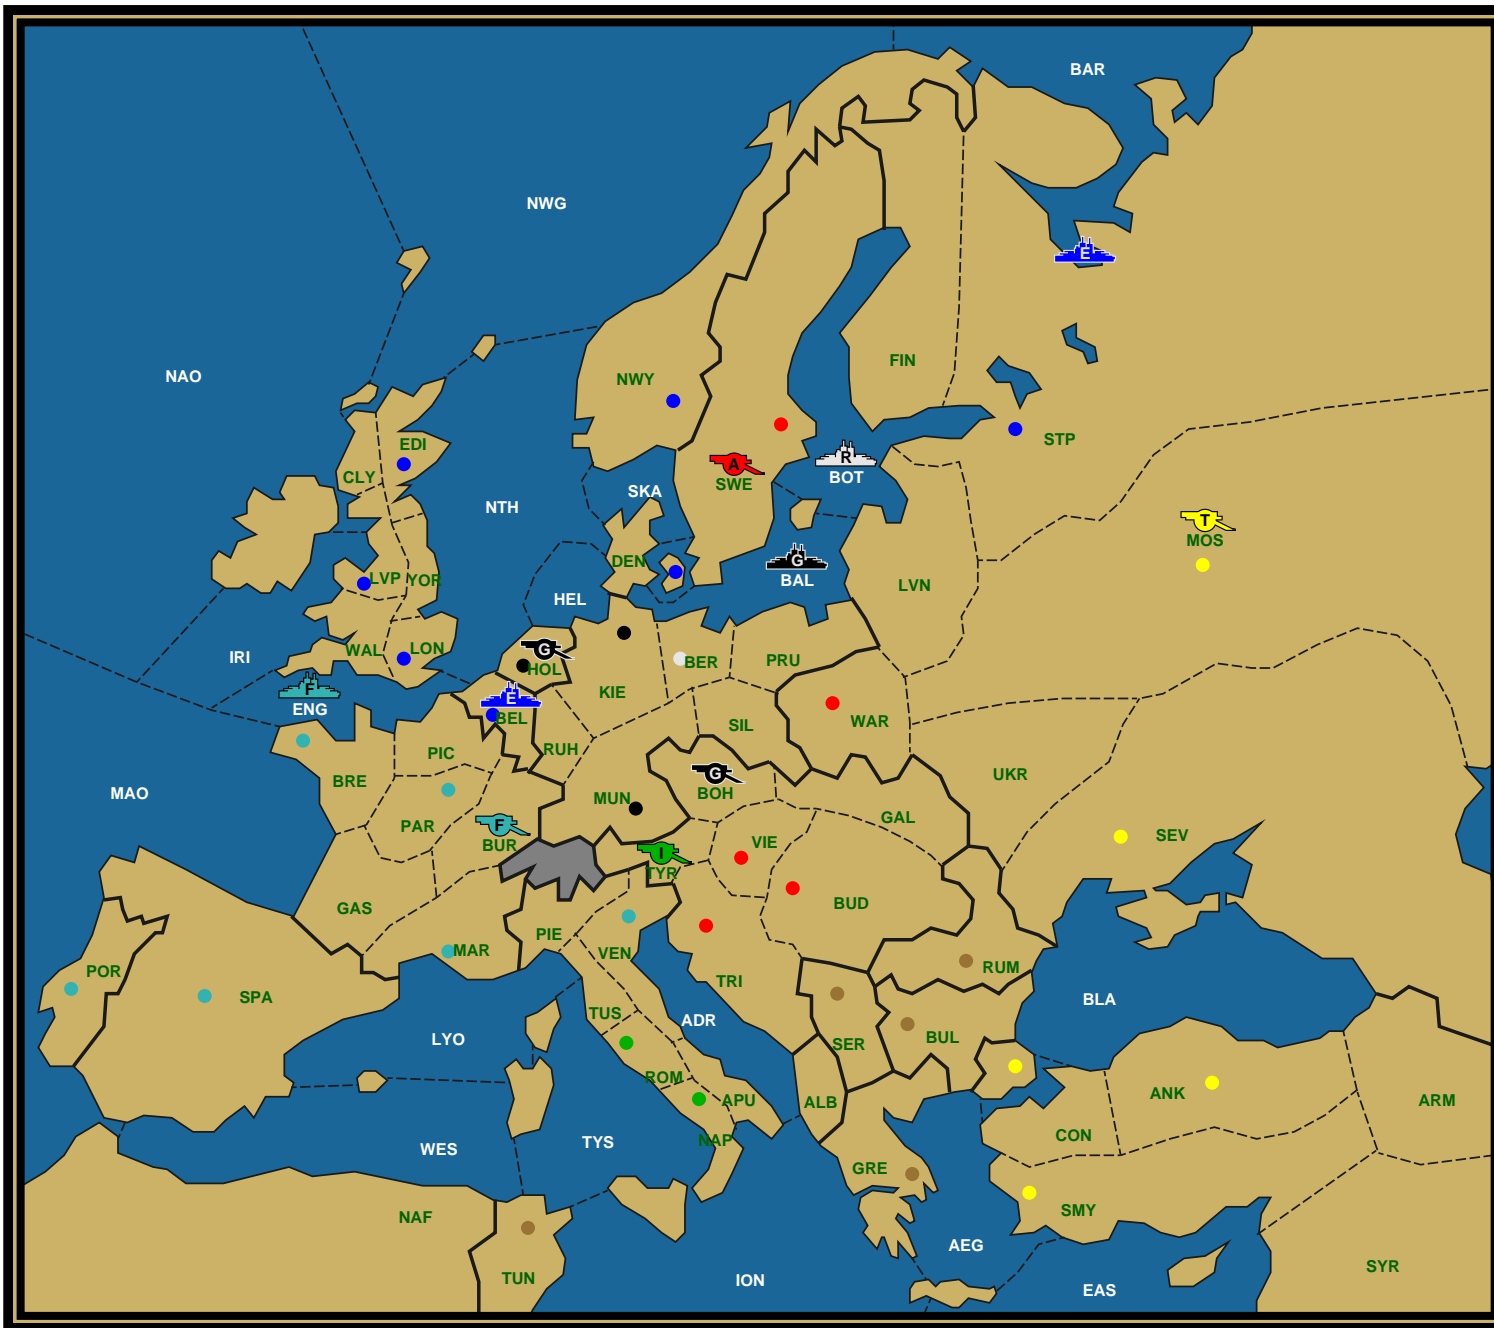 BAR
NWG
E
NAO
FIN
NWY
STP
EDI
CLY
A
SWE
R
BOT
SKA
NTH
T
MOS
DEN
G
BAL
LVP
YOR
LVN
HEL
IRI
WAL
LON
G
HOL
BER
PRU
KIE
F
ENG
E
BEL
WAR
SIL
PIC
RUH
BRE
MAO
G
BOH
UKR
MUN
GAL
PAR
F
BUR
VIE
SEV
I
TYR
BUD
GAS
PIE
VEN
MAR
POR
SPA
TRI
RUM
BLA
TUS
ADR
LYO
SER
BUL
ROM
APU
ALB
ANK
ARM
NAP
CON
WES
TYS
GRE
SMY
NAF
AEG
TUN
ION
EAS
SYR